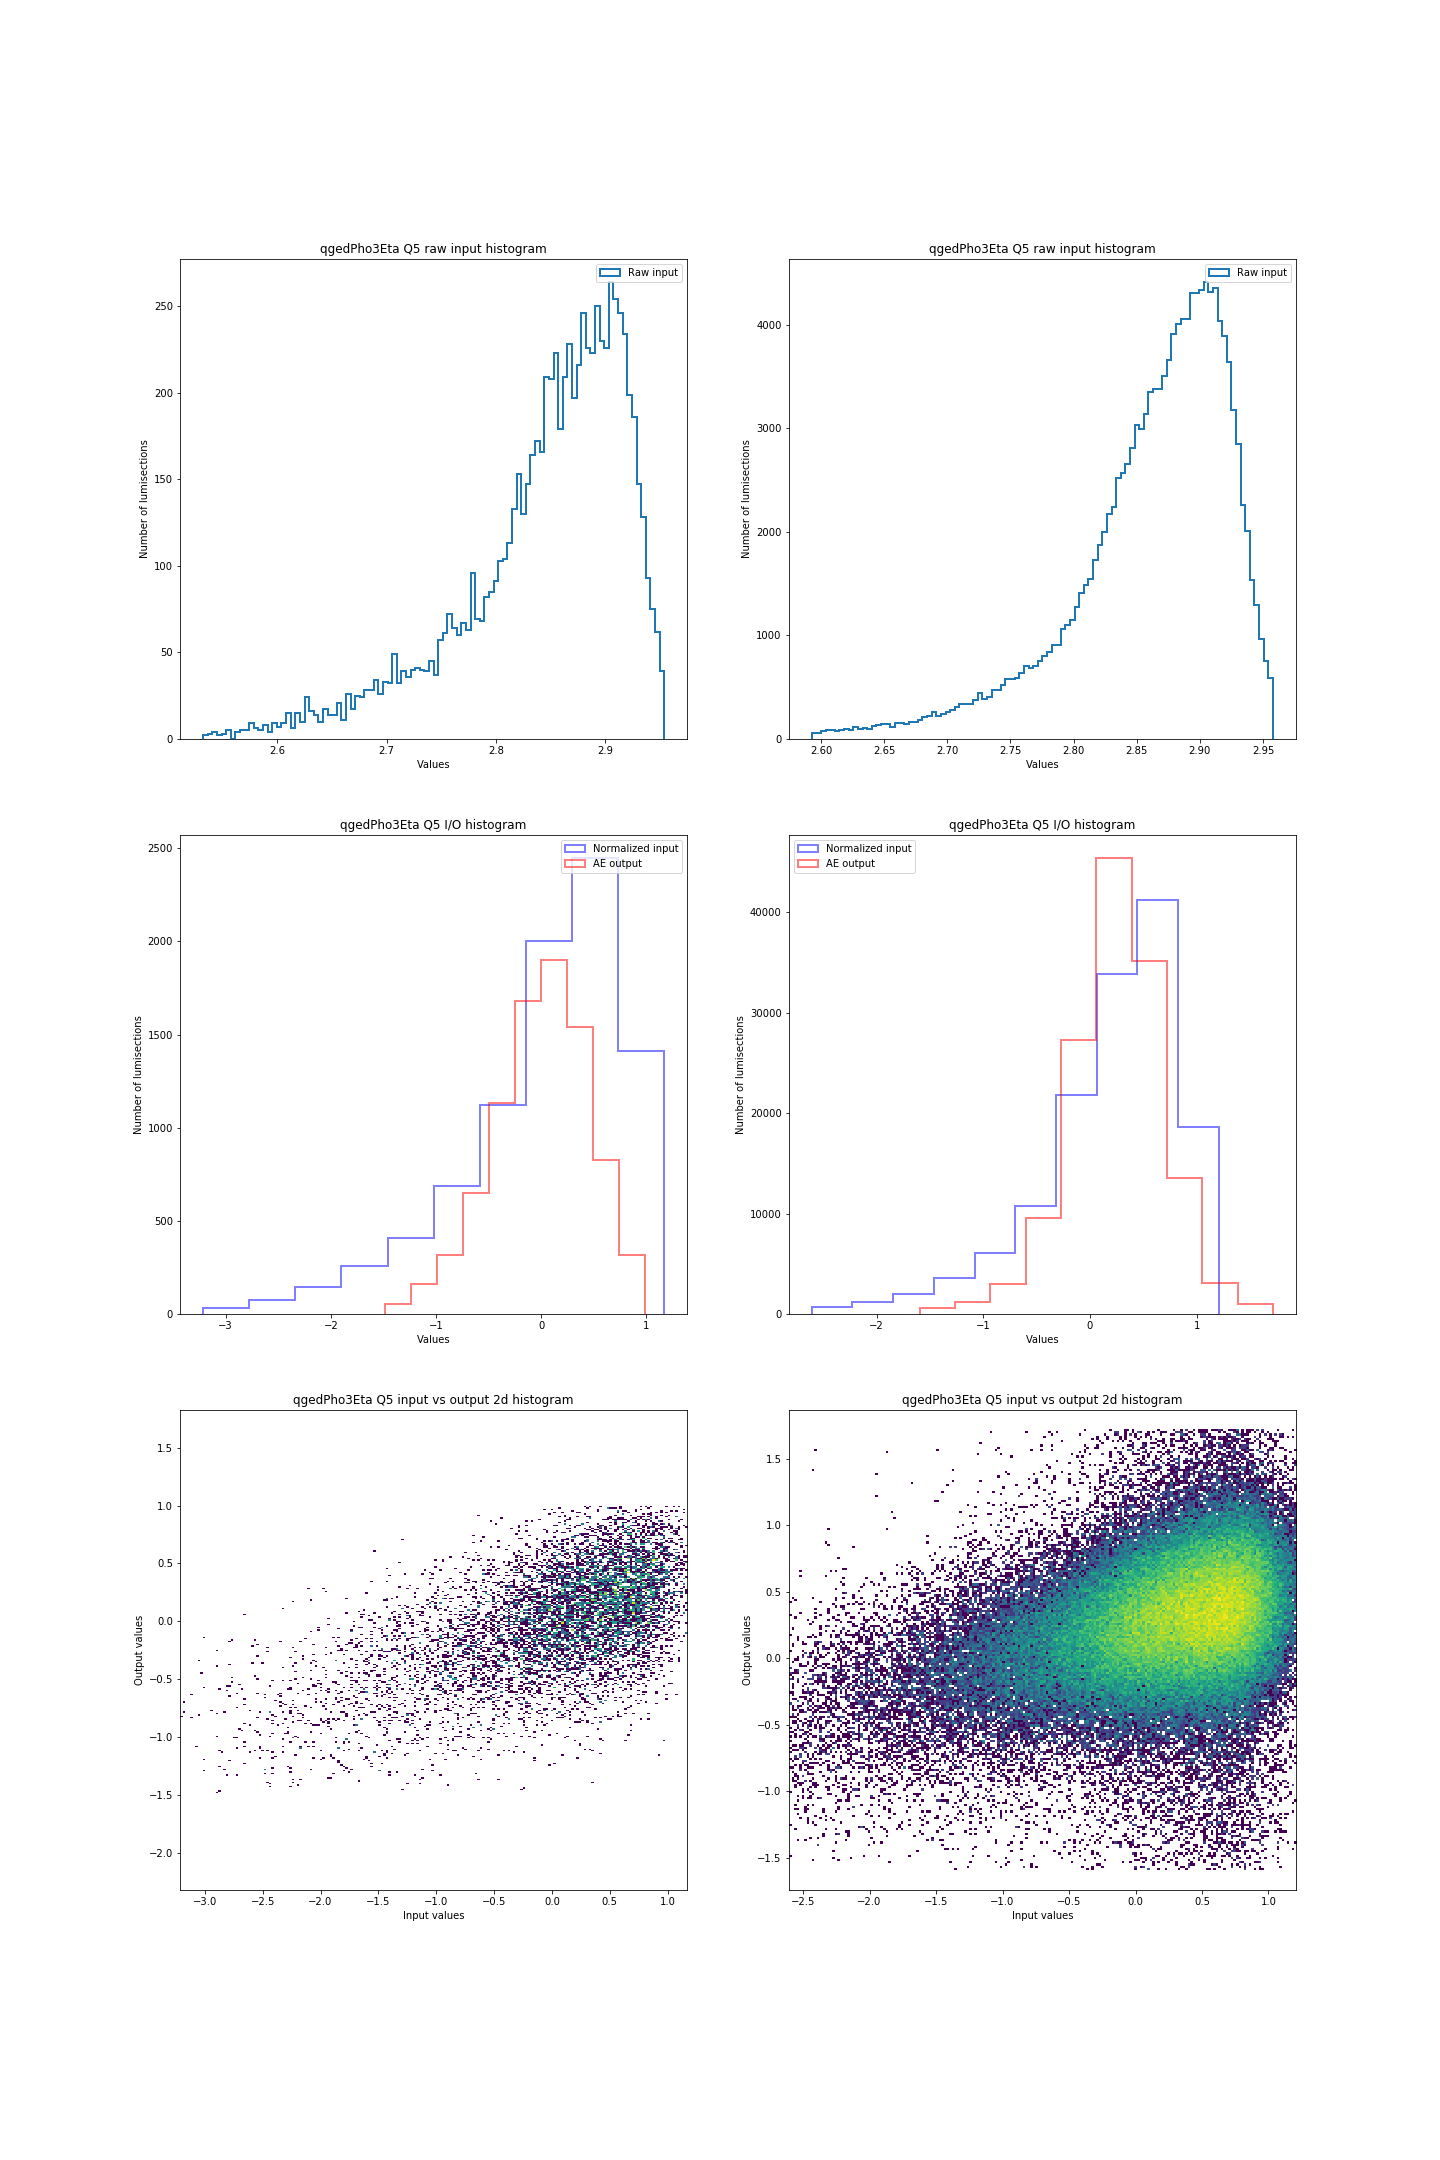 qgedPho3Eta Q5 raw input histogram
Raw input
250
200
150
100
50
0
Number of lumisections
2.6 2.7 2.8 2.9
Values
qgedPho3Eta Q5 raw input histogram
Raw input
4000
3000
2000
1000
0
Number of lumisections
2.60 2.65 2.70 2.75 2.80 2.85 2.90 2.95
Values
qgedPho3Eta Q5 I/O histogram
Normalized input
AE output
2500
2000
1500
1000
500
0
Number of lumisections
−3 −2 −1 0 1
Values
qgedPho3Eta Q5 I/O histogram
Normalized input
AE output
40000
30000
20000
10000
0
Number of lumisections
−2 −1 0 1
Values
qgedPho3Eta Q5 input vs output 2d histogram
1.5
1.0
0.5
0.0
−0.5
−1.0
−1.5
−2.0
Output values
−3.0 −2.5 −2.0 −1.5 −1.0 −0.5 0.0 0.5 1.0
Input values
qgedPho3Eta Q5 input vs output 2d histogram
1.5
1.0
0.5
0.0
−0.5
−1.0
−1.5
Output values
−2.5 −2.0 −1.5 −1.0 −0.5 0.0 0.5 1.0
Input values